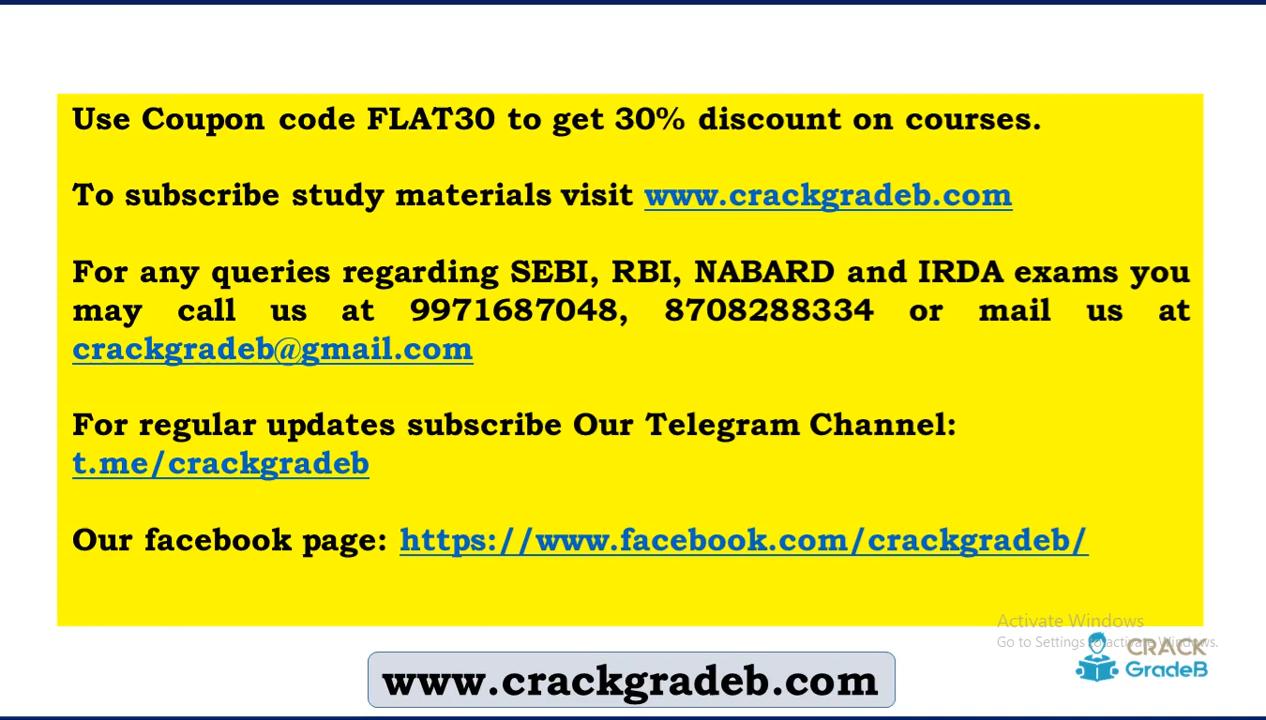 Use Coupon code FLAT30 to get 30% discount on courses.
To subscribe study materials visit www.crackgradeb.com
For any queries regarding SEBI, RBI, NABARD and IRDA exams you
may call us at 9971687048, 8708288334 or mail us at
crackgradeb@gmail.com
For regular updates subscribe Our Telegram Channel:
t.me/crackgradeb
Our facebook page: https://www.facebook.com/crackgradeb/
Activate Windows
Go to Settings to activate Windows.
CRACK
GradeB
www.crackgradeb.com